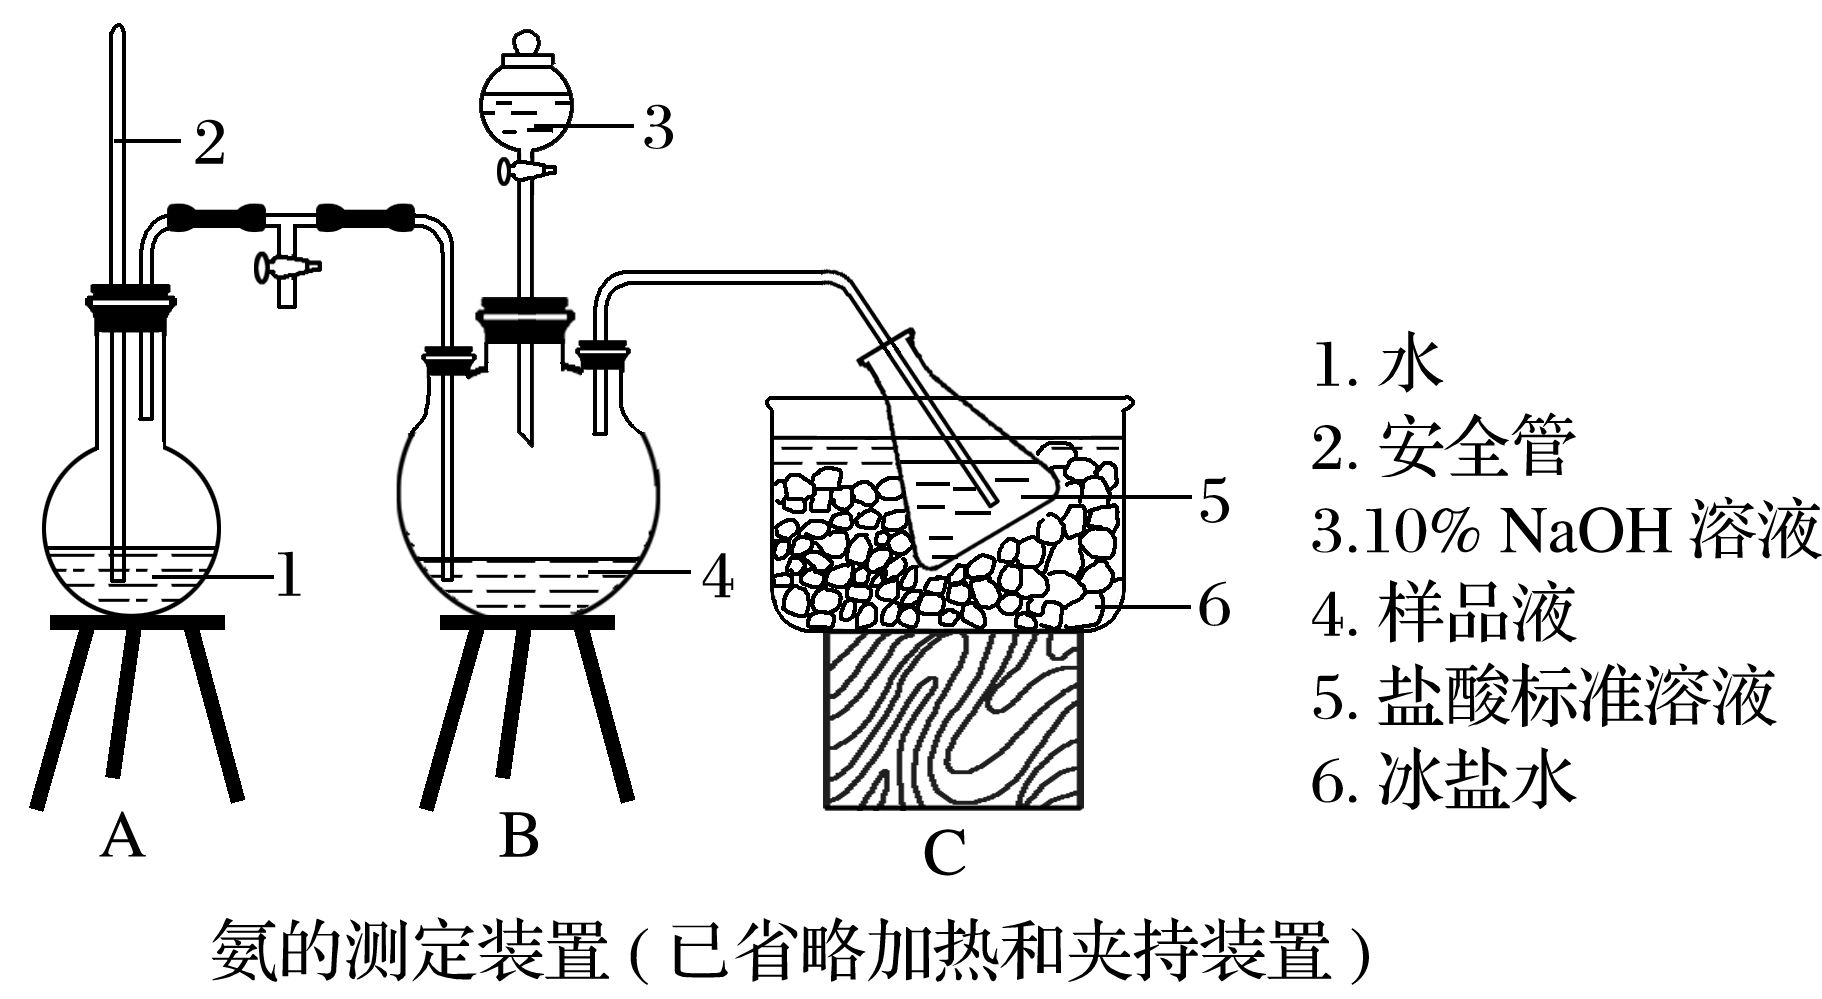 2
3
1
4
5
6
A
B
C
1. 水
2. 安全管
3.10% NaOH 溶液
4. 样品液
5. 盐酸标准溶液
6. 冰盐水
氨的测定装置(已省略加热和夹持装置)